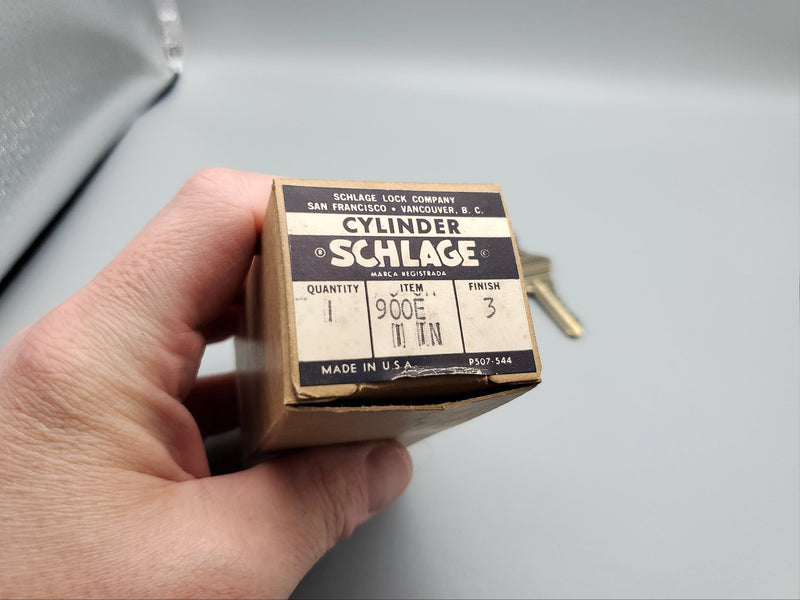 SCHLAGE LOCK COMPANY
SAN FRANCISCO • VANCOUVER, B. C.
CYLINDER
® SCHLAGE ©
MARCA REGISTRADA
QUANTITY ITEM FINISH
1 900E 3
MADE IN U.S.A. P507-544